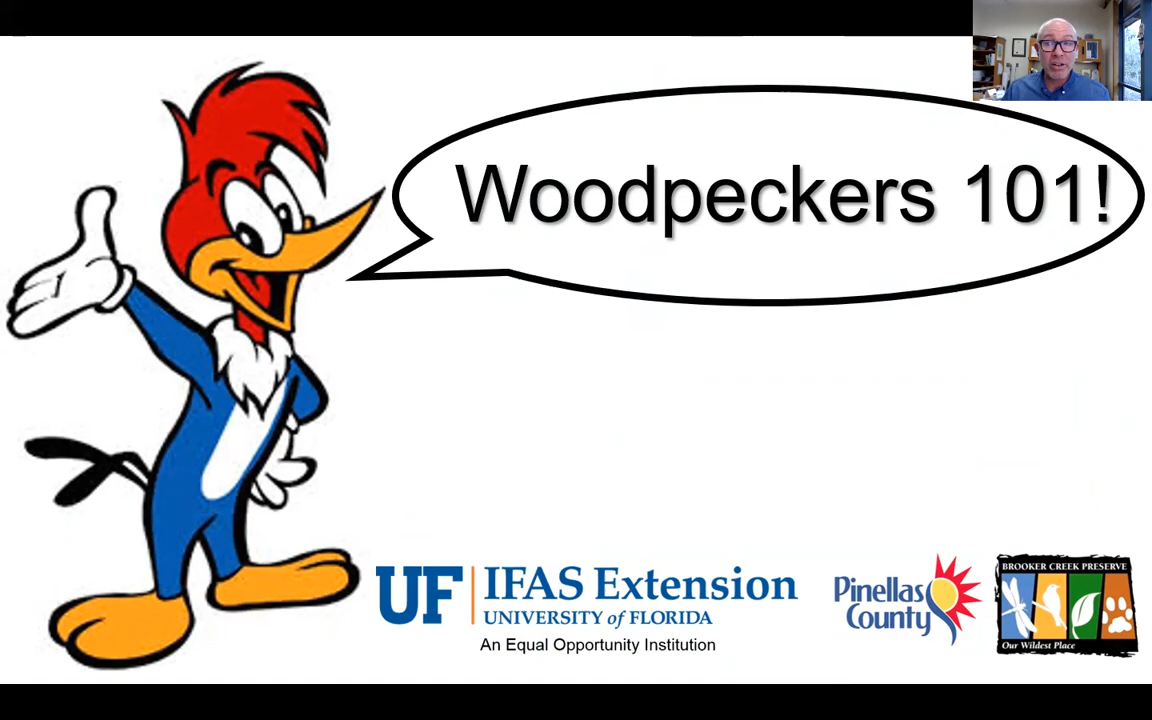 Woodpeckers 101!
UF IFAS Extension
UNIVERSITY of FLORIDA
An Equal Opportunity Institution
Pinellas
County
BROOKER CREEK PRESERVE
Our Wildest Place